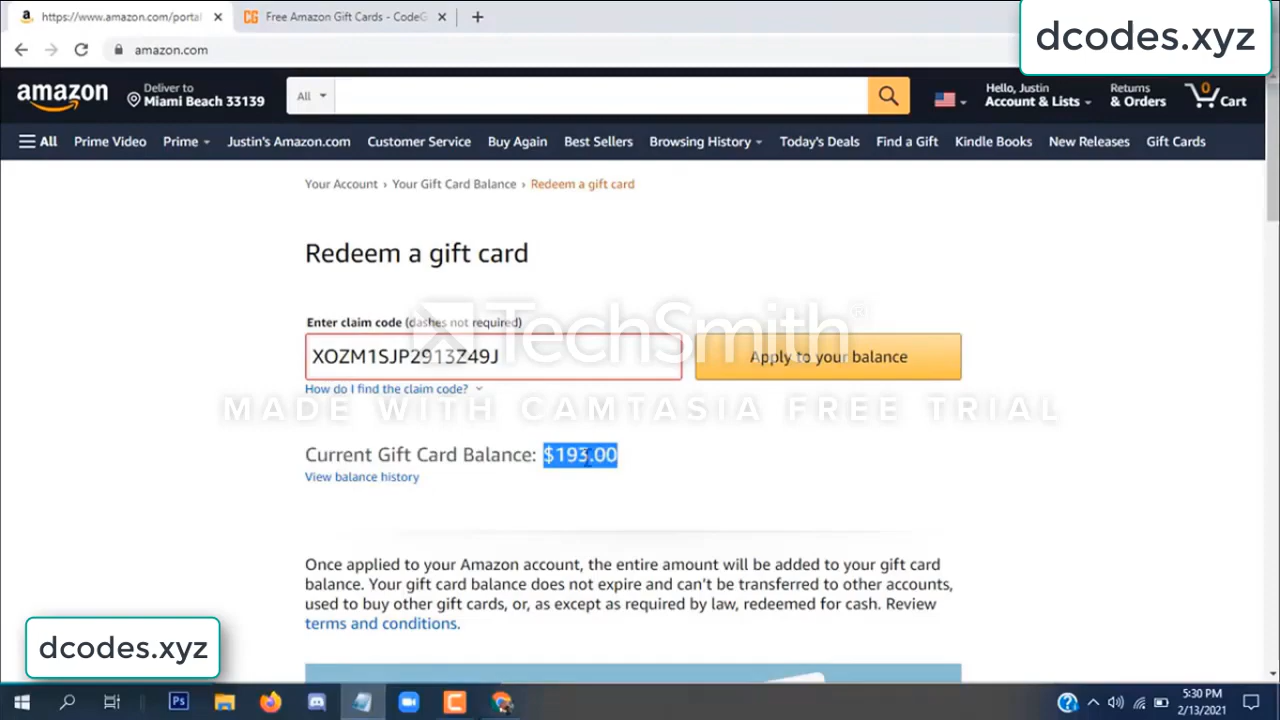 https://www.amazon.com/portal
Free Amazon Gift Cards - CodeG
dcodes.xyz
amazon.com
amazon
Deliver to
Miami Beach 33139
All
Hello, Justin
Account & Lists
Returns
& Orders
0
Cart
All
Prime Video
Prime
Justin's Amazon.com
Customer Service
Buy Again
Best Sellers
Browsing History
Today's Deals
Find a Gift
Kindle Books
New Releases
Gift Cards
Your Account › Your Gift Card Balance › Redeem a gift card
Redeem a gift card
Enter claim code (dashes not required)
TechSmith®
XOZM1SJP2913Z49J
Apply to your balance
How do I find the claim code?
MADE WITH CAMTASIA FREE TRIAL
Current Gift Card Balance: $193.00
View balance history
Once applied to your Amazon account, the entire amount will be added to your gift card
balance. Your gift card balance does not expire and can't be transferred to other accounts,
used to buy other gift cards, or, as except as required by law, redeemed for cash. Review
terms and conditions.
dcodes.xyz
Ps
5:30 PM
2/13/2021